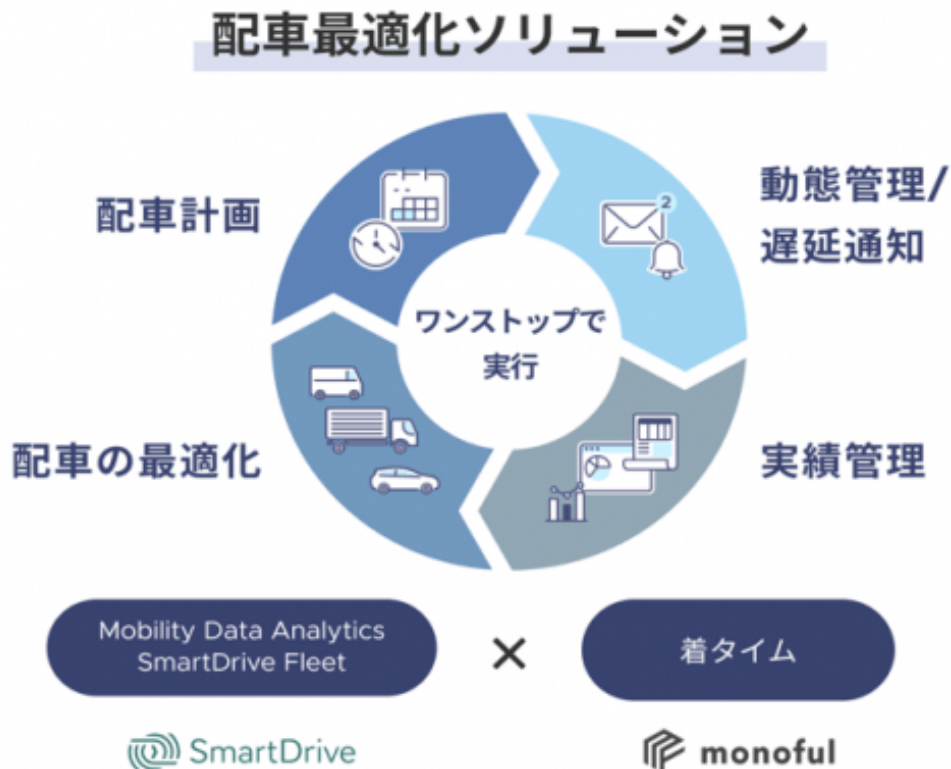 配車最適化ソリューション
配車計画
2
動態管理/
遅延通知
ワンストップで
実行
配車の最適化
実績管理
Mobility Data Analytics
SmartDrive Fleet
×
着タイム
SmartDrive
monoful